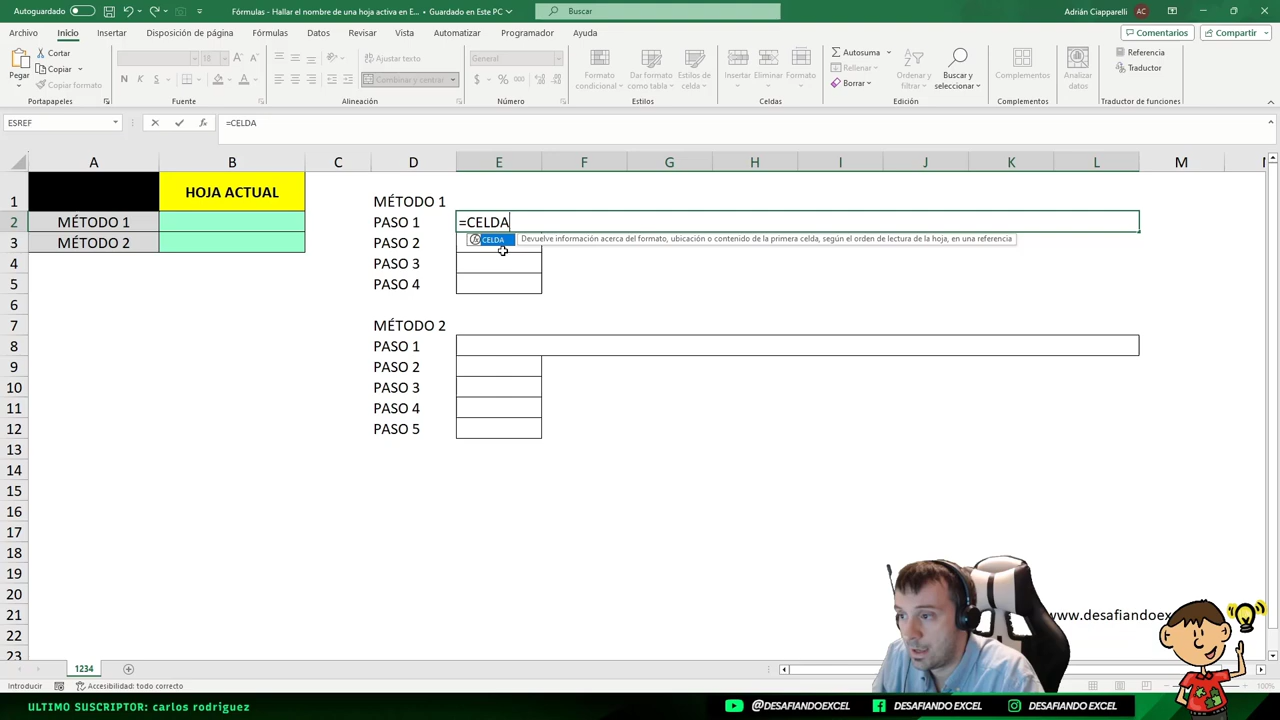 Autoguardado
Fórmulas - Hallar el nombre de una hoja activa en E... • Guardado en Este PC
Buscar
Adrián Ciapparelli
AC
Archivo Inicio Insertar Disposición de página Fórmulas Datos Revisar Vista Automatizar Programador Ayuda
Comentarios
Compartir
Pegar
Cortar
Copiar
Copiar formato
Portapapeles
18
N K S
Fuente
Ajustar texto
Combinar y centrar
Alineación
General
$ % 000
Número
Formato condicional
Dar formato como tabla
Estilos de celda
Estilos
Insertar
Eliminar
Formato
Celdas
Autosuma
Rellenar
Borrar
Ordenar y filtrar
Buscar y seleccionar
Edición
Complementos
Complementos
Analizar datos
Referencia
Traductor
Traductor de funciones
ESREF
fx
=CELDA
A B C D E F G H I J K L M
1 HOJA ACTUAL MÉTODO 1
2 MÉTODO 1 PASO 1 =CELDA
CELDA Devuelve información acerca del formato, ubicación o contenido de la primera celda, según el orden de lectura de la hoja, en una referencia
3 MÉTODO 2 PASO 2
4 PASO 3
5 PASO 4
6
7 MÉTODO 2
8 PASO 1
9 PASO 2
10 PASO 3
11 PASO 4
12 PASO 5
13
14
15
16
17
18
19
20
21 www.desafiandoex
22
23
1234
Introducir
Accesibilidad: todo correcto
100%
ULTIMO SUSCRIPTOR: carlos rodriguez
@DESAFIANDOEXCEL
DESAFIANDO EXCEL
DESAFIANDO EXCEL